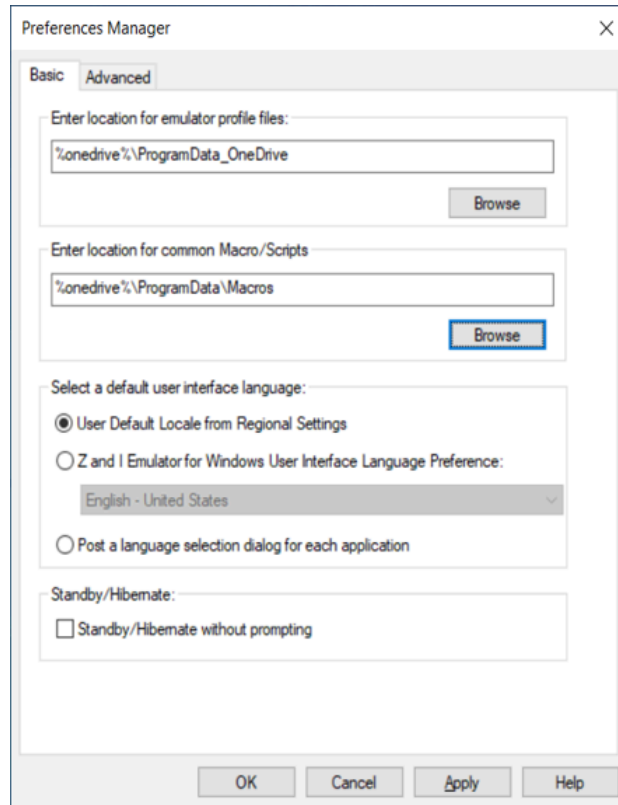 Preferences Manager
Basic
Advanced
Enter location for emulator profile files:
%onedrive%\ProgramData_OneDrive
Browse
Enter location for common Macro/Scripts
%onedrive%\ProgramData\Macros
Browse
Select a default user interface language:
User Default Locale from Regional Settings
Z and I Emulator for Windows User Interface Language Preference:
English - United States
Post a language selection dialog for each application
Standby/Hibernate:
Standby/Hibernate without prompting
OK
Cancel
Apply
Help